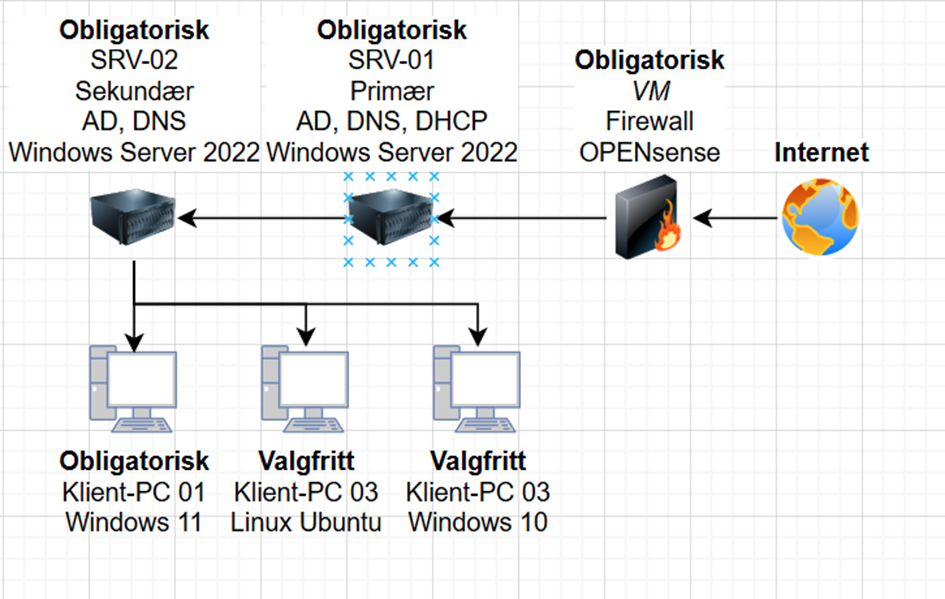 Obligatorisk
SRV-02
Sekundær
AD, DNS
Windows Server 2022
Obligatorisk
SRV-01
Primær
AD, DNS, DHCP
Windows Server 2022
Obligatorisk
VM
Firewall
OPENsense
Internet
Obligatorisk
Klient-PC 01
Windows 11
Valgfritt
Klient-PC 03
Linux Ubuntu
Valgfritt
Klient-PC 03
Windows 10